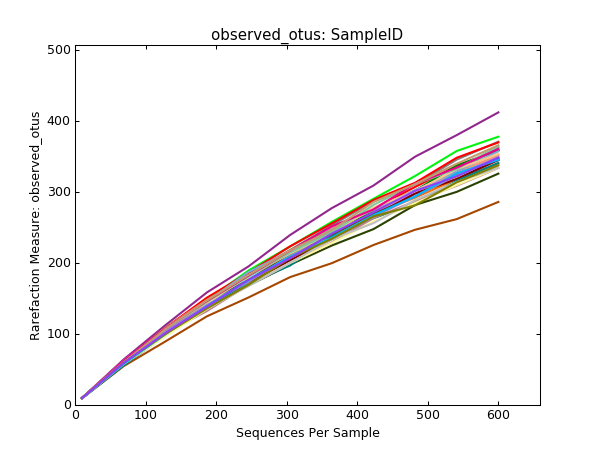 observed_otus: SampleID
500
400
300
200
100
0
Rarefaction Measure: observed_otus
0 100 200 300 400 500 600
Sequences Per Sample